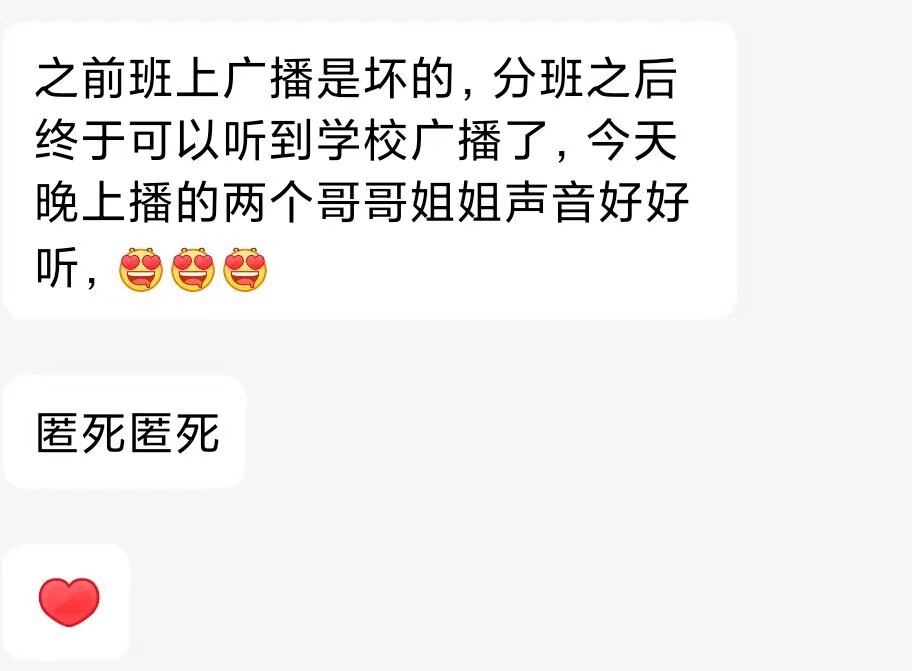 之前班上广播是坏的，分班之后
终于可以听到学校广播了，今天
晚上播的两个哥哥姐姐声音好好
听，😍😍😍
匿死匿死
❤️